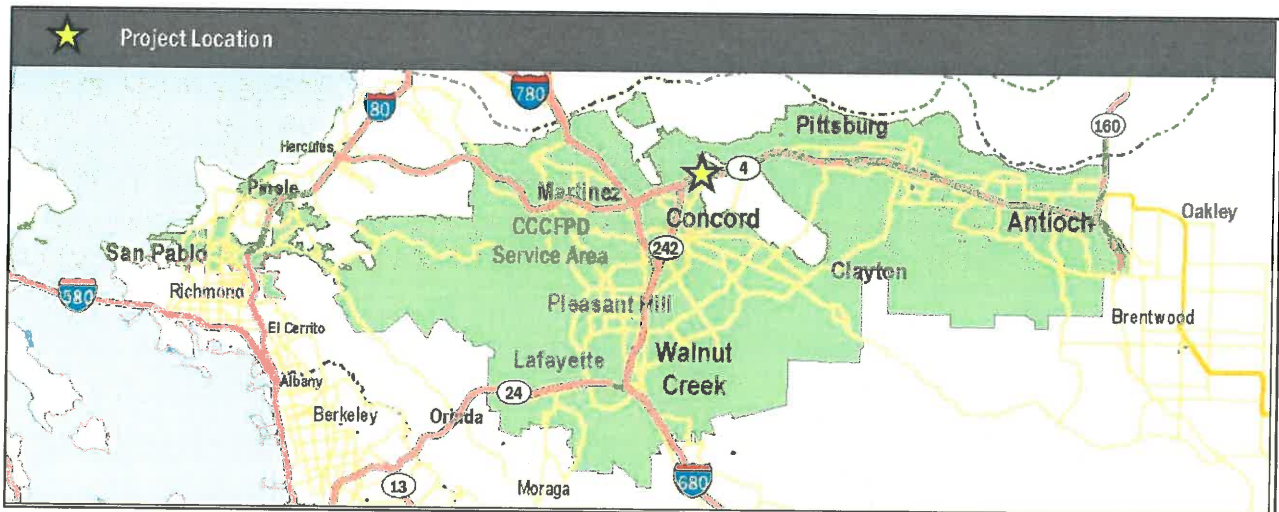 Project Location
80
780
Hercules
Pittsburg
160
Pinole
Martinez
4
Oakley
CCCFPD
Service Area
Concord
Antioch
San Pablo
242
Clayton
Richmond
580
Pleasant Hill
Brentwood
El Cerrito
Lafayette
Walnut
Creek
Albany
24
Berkeley
Orinda
13
Moraga
680